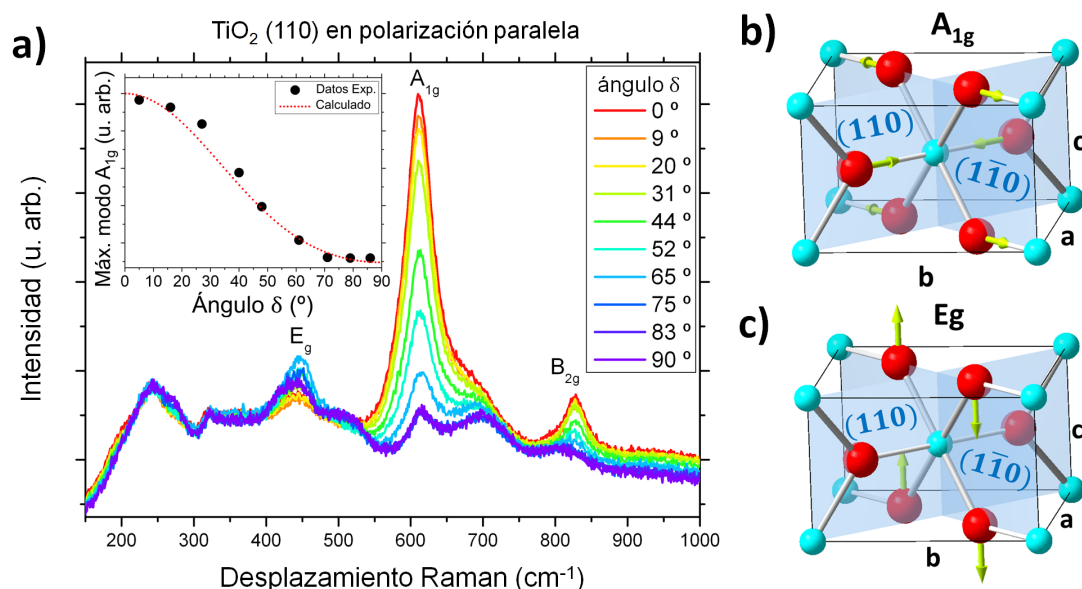 a)
TiO₂ (110) en polarización paralela
Intensidad (u. arb.)
Máx. modo A₁g (u. arb.)
Datos Exp.
Calculado
0 10 20 30 40 50 60 70 80 90
Ángulo δ (º)
A₁g
Eg
B₂g
ángulo δ
0 º
9 º
20 º
31 º
44 º
52 º
65 º
75 º
83 º
90 º
200 300 400 500 600 700 800 900 1000
Desplazamiento Raman (cm⁻¹)
b)
A₁g
(110)
(11̄0)
c
a
b
c)
Eg
(110)
(11̄0)
c
a
b